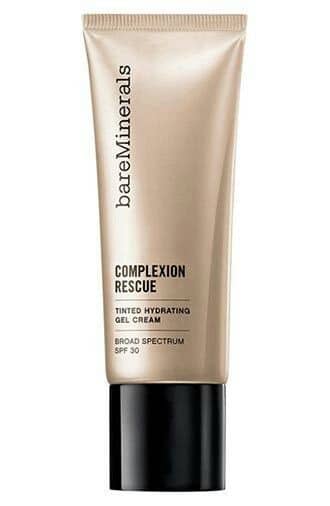 bareMinerals
COMPLEXION
RESCUE
TINTED HYDRATING
GEL CREAM
BROAD SPECTRUM
SPF 30